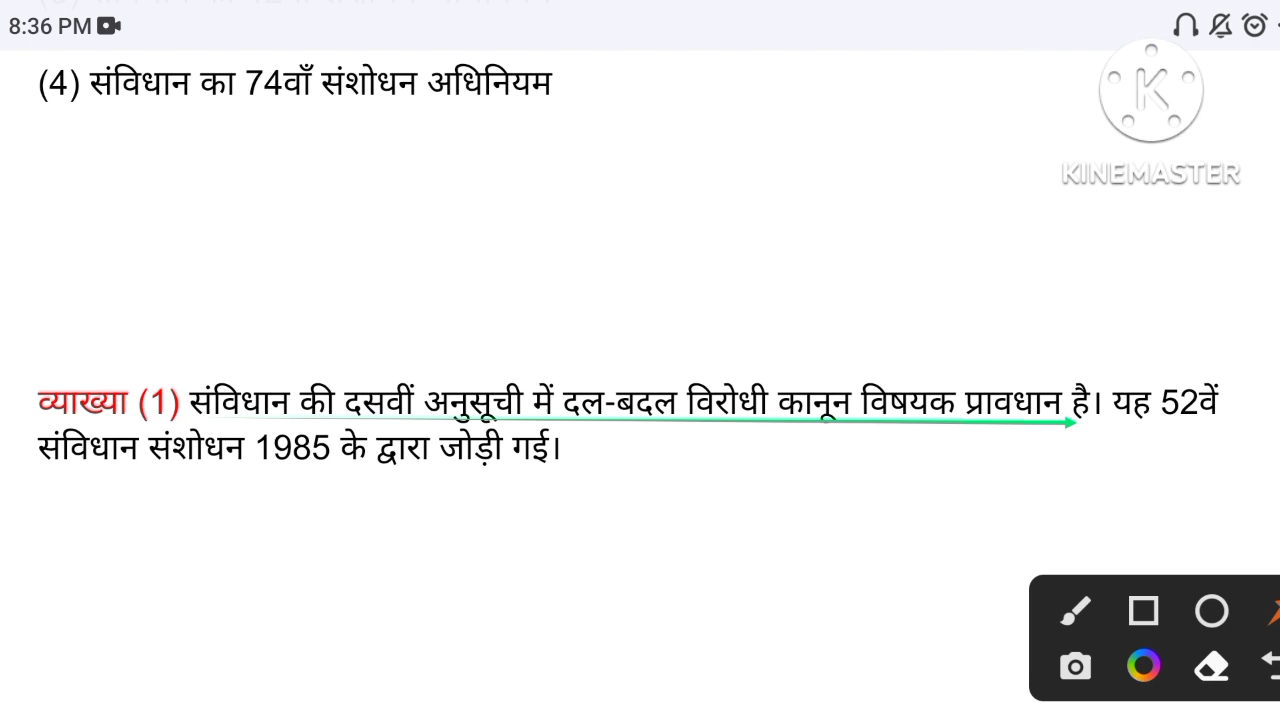 8:36 PM
(4) संविधान का 74वाँ संशोधन अधिनियम
K
KINEMASTER
व्याख्या (1) संविधान की दसवीं अनुसूची में दल-बदल विरोधी कानून विषयक प्रावधान है। यह 52वें
संविधान संशोधन 1985 के द्वारा जोड़ी गई।